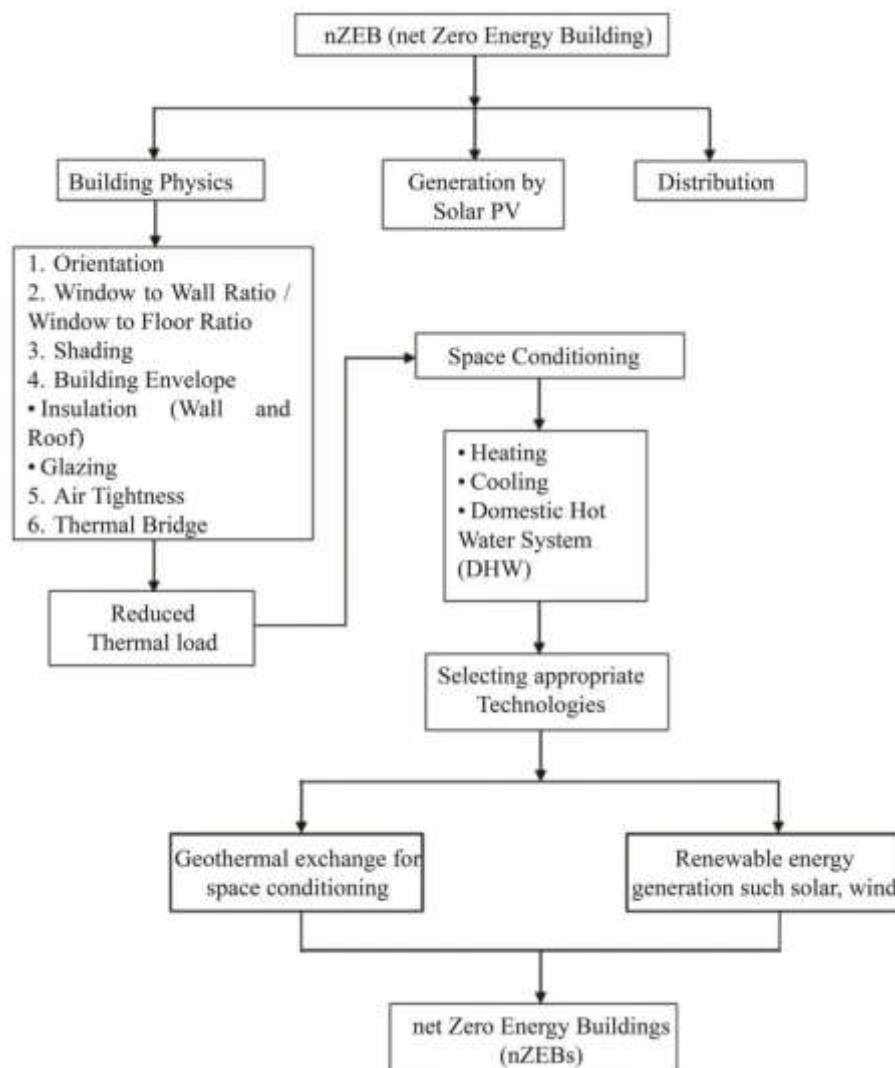 nZEB (net Zero Energy Building)
Building Physics
Generation by
Solar PV
Distribution
1. Orientation
2. Window to Wall Ratio /
Window to Floor Ratio
3. Shading
4. Building Envelope
• Insulation (Wall and
Roof)
• Glazing
5. Air Tightness
6. Thermal Bridge
Reduced
Thermal load
Space Conditioning
• Heating
• Cooling
• Domestic Hot
Water System
(DHW)
Selecting appropriate
Technologies
Geothermal exchange for
space conditioning
Renewable energy
generation such solar, wind
net Zero Energy Buildings
(nZEBs)